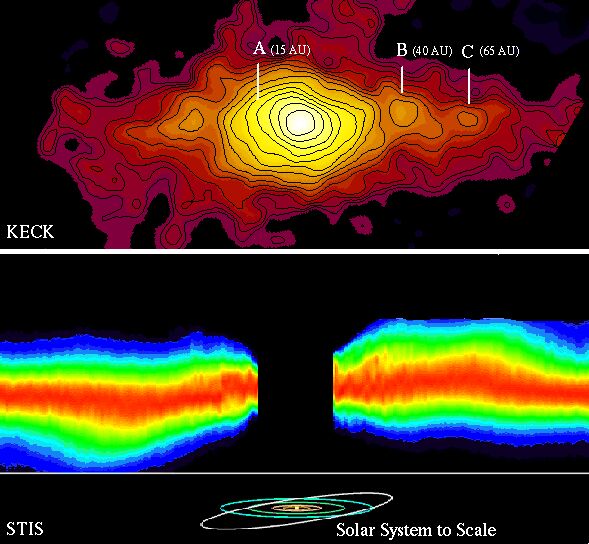 A (15 AU)
B (40 AU)
C (65 AU)
KECK
STIS
Solar System to Scale